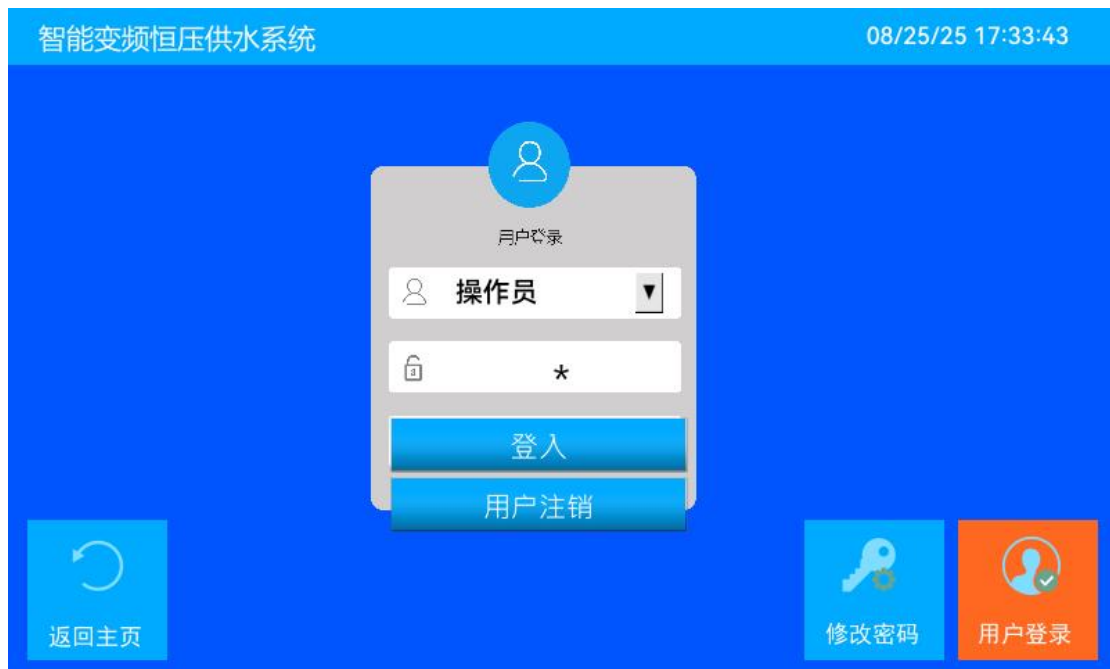 智能变频恒压供水系统
08/25/25 17:33:43
用户登录
操作员
*
登入
用户注销
返回主页
修改密码
用户登录